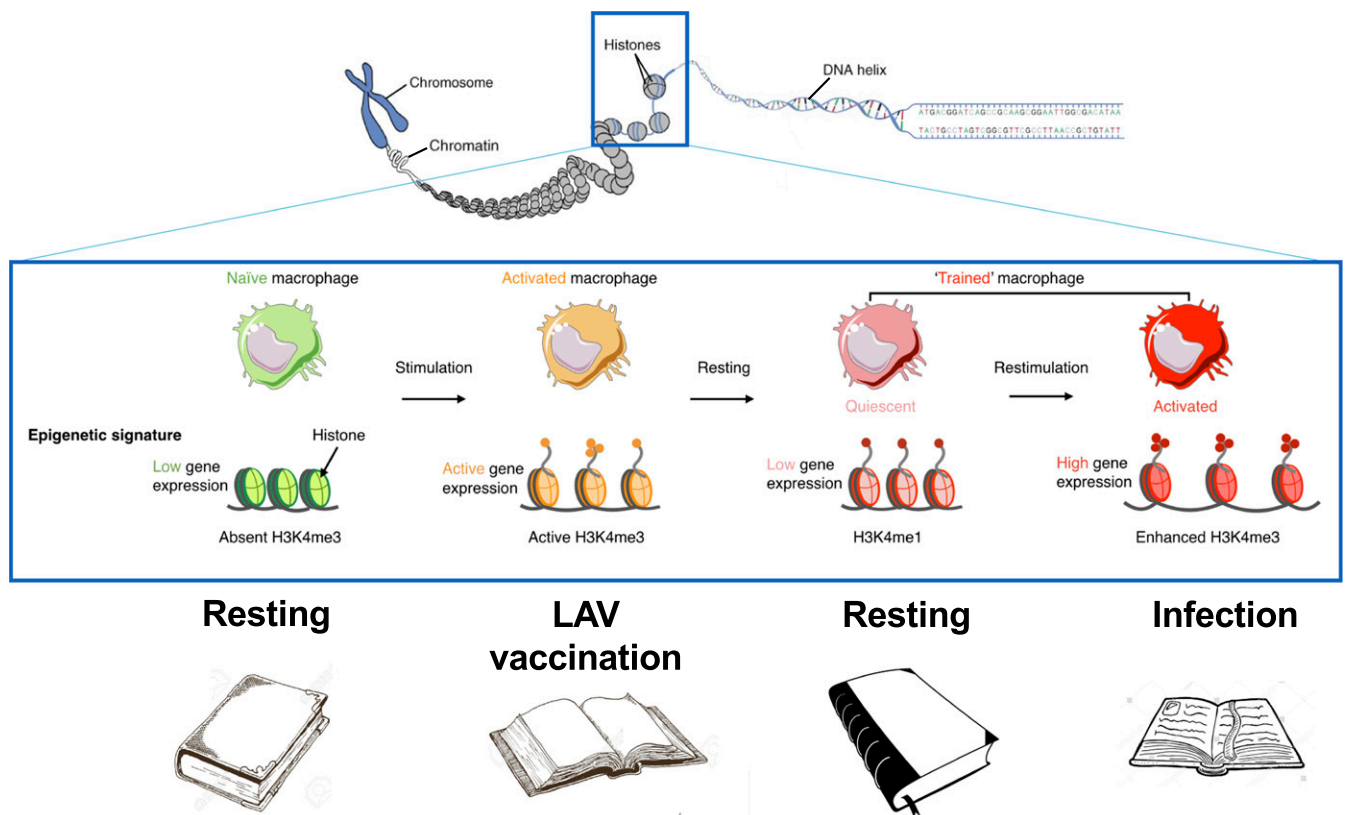 Histones
DNA helix
Chromosome
ATGACGGATCAGCCGCAAGCGGAATTGGCGACATAA
TACTGCCTAGTCGGCGTTCGCCTTAACCGCTGTATT
Chromatin
Naïve macrophage
Activated macrophage
'Trained' macrophage
Stimulation
Resting
Restimulation
Quiescent
Activated
Epigenetic signature
Histone
Low gene
expression
Active gene
expression
Low gene
expression
High gene
expression
Absent H3K4me3
Active H3K4me3
H3K4me1
Enhanced H3K4me3
Resting
LAV
vaccination
Resting
Infection